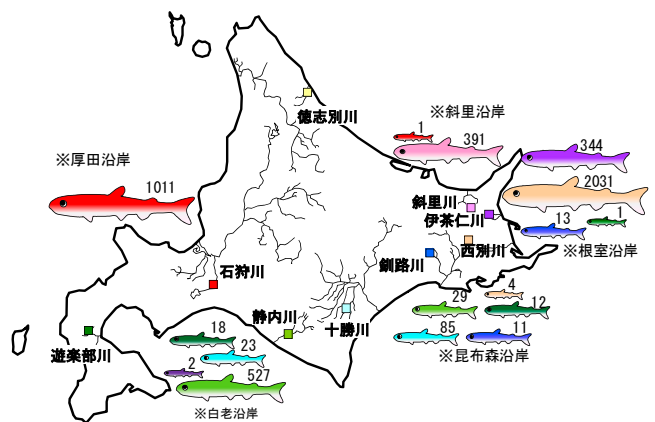 徳志別川
※斜里沿岸
1
391
344
※厚田沿岸
1011
2031
斜里川
伊茶仁川
13
1
西別川
※根室沿岸
釧路川
石狩川
4
29
12
静内川
十勝川
18
85
11
遊楽部川
23
※昆布森沿岸
2
527
※白老沿岸